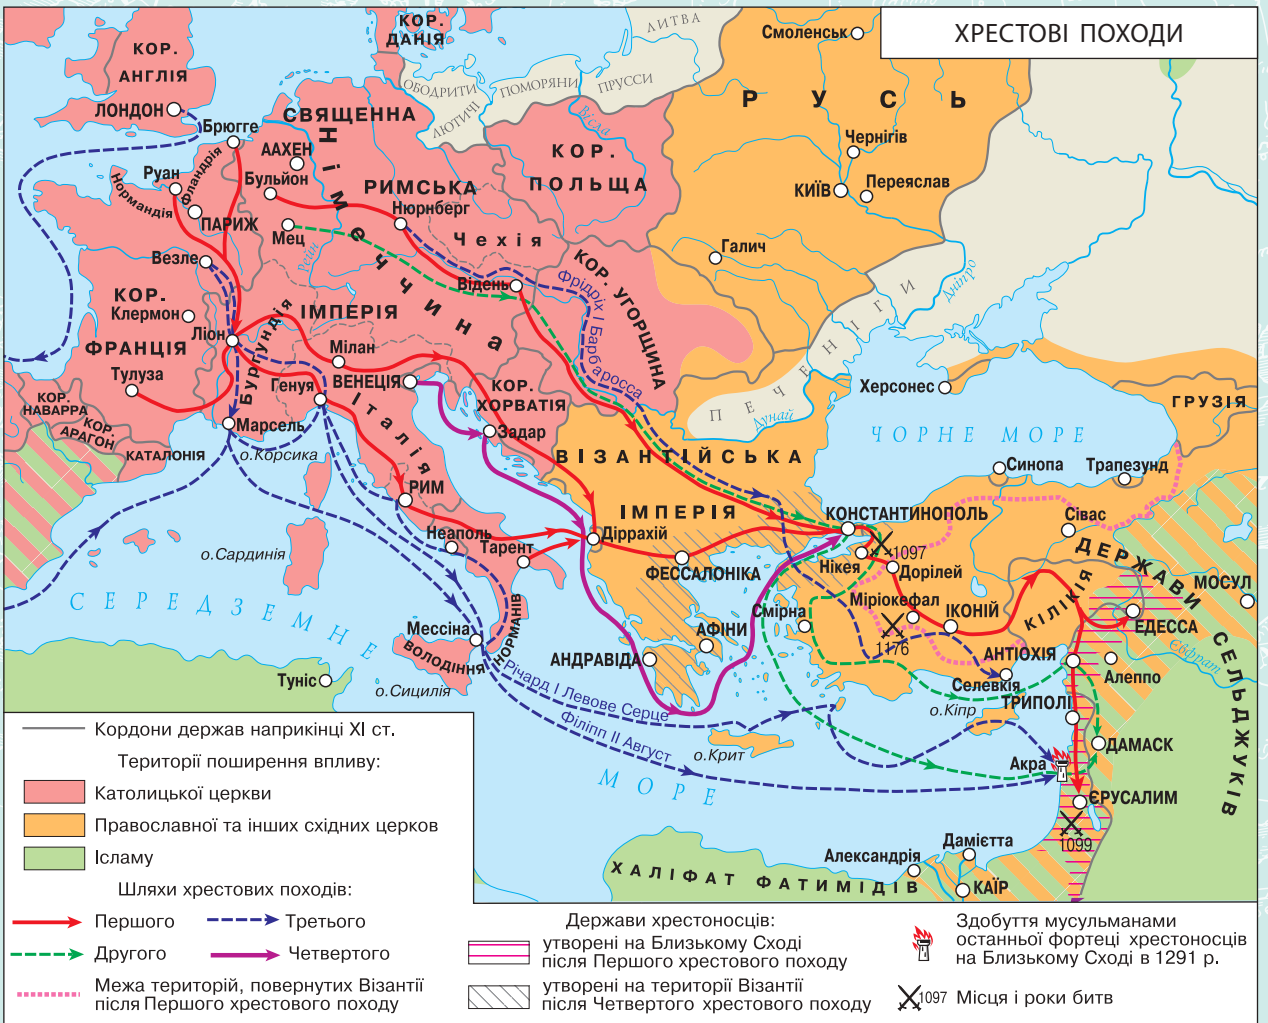 ХРЕСТОВІ ПОХОДИ
КОР.
АНГЛІЯ
ЛОНДОН
КОР.
ДАНІЯ
ЛИТВА
Смоленськ
ОБОДРИТИ
ПОМОРЯНИ
ПРУССИ
ЛЮТИЧІ
РУСЬ
Брюгге
СВЯЩЕННА
Вісла
Чернігів
ААХЕН
Руан
Фландрія
Бульйон
РИМСЬКА
КОР.
ПОЛЬЩА
КИЇВ
Переяслав
Нормандія
ПАРИЖ
Німеччина
Нюрнберг
Мец
Чехія
Галич
Везле
Рейн
Відень
Фрідріх І Барбаросса
КОР. УГОРЩИНА
ПЕЧЕНІГИ
Дніпро
КОР.
Клермон
ФРАНЦІЯ
Ліон
Бургундія
ІМПЕРІЯ
Мілан
Тулуза
Генуя
ВЕНЕЦІЯ
КОР.
ХОРВАТІЯ
Херсонес
ГРУЗІЯ
КОР.
НАВАРРА
КОР.
АРАГОН
Італія
Дунай
Марсель
Задар
ЧОРНЕ МОРЕ
КАТАЛОНІЯ
о.Корсика
ВІЗАНТІЙСЬКА
Синопа
Трапезунд
РИМ
ІМПЕРІЯ
КОНСТАНТИНОПОЛЬ
Сівас
Неаполь
Тарент
Діррахій
1097
ДЕРЖАВИ
о.Сардинія
ФЕССАЛОНІКА
Нікея
Дорілей
МОСУЛ
СЕРЕДЗЕМНЕ
НОРМАНІВ
Смірна
Міріокефал
ІКОНІЙ
КІЛІКІЯ
ЕДЕССА
Мессіна
АФІНИ
1176
СЕЛЬДЖУКІВ
ВОЛОДІННЯ
АНДРАВІДА
АНТІОХІЯ
Євфрат
Туніс
Річард І Левове Серце
Селевкія
Алеппо
о.Сицилія
Філіпп ІІ Август
о.Кіпр
ТРИПОЛІ
о.Крит
Акра
ДАМАСК
МОРЕ
ЄРУСАЛИМ
1099
Александрія
Дамієтта
ХАЛІФАТ ФАТИМІДІВ
КАЇР
Кордони держав наприкінці ХІ ст.
Території поширення впливу:
Католицької церкви
Православної та інших східних церков
Ісламу
Шляхи хрестових походів:
Першого
Третього
Другого
Четвертого
Межа територій, повернутих Візантії
після Першого хрестового походу
Держави хрестоносців:
утворені на Близькому Сході
після Першого хрестового походу
утворені на території Візантії
після Четвертого хрестового походу
Здобуття мусульманами
останньої фортеці хрестоносців
на Близькому Сході в 1291 р.
1097
Місця і роки битв